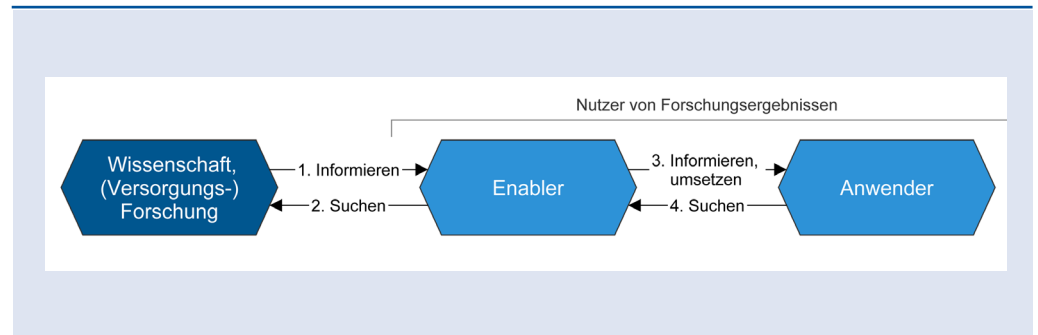 Nutzer von Forschungsergebnissen
Wissenschaft,
(Versorgungs-)
Forschung
1. Informieren
2. Suchen
Enabler
3. Informieren,
umsetzen
4. Suchen
Anwender